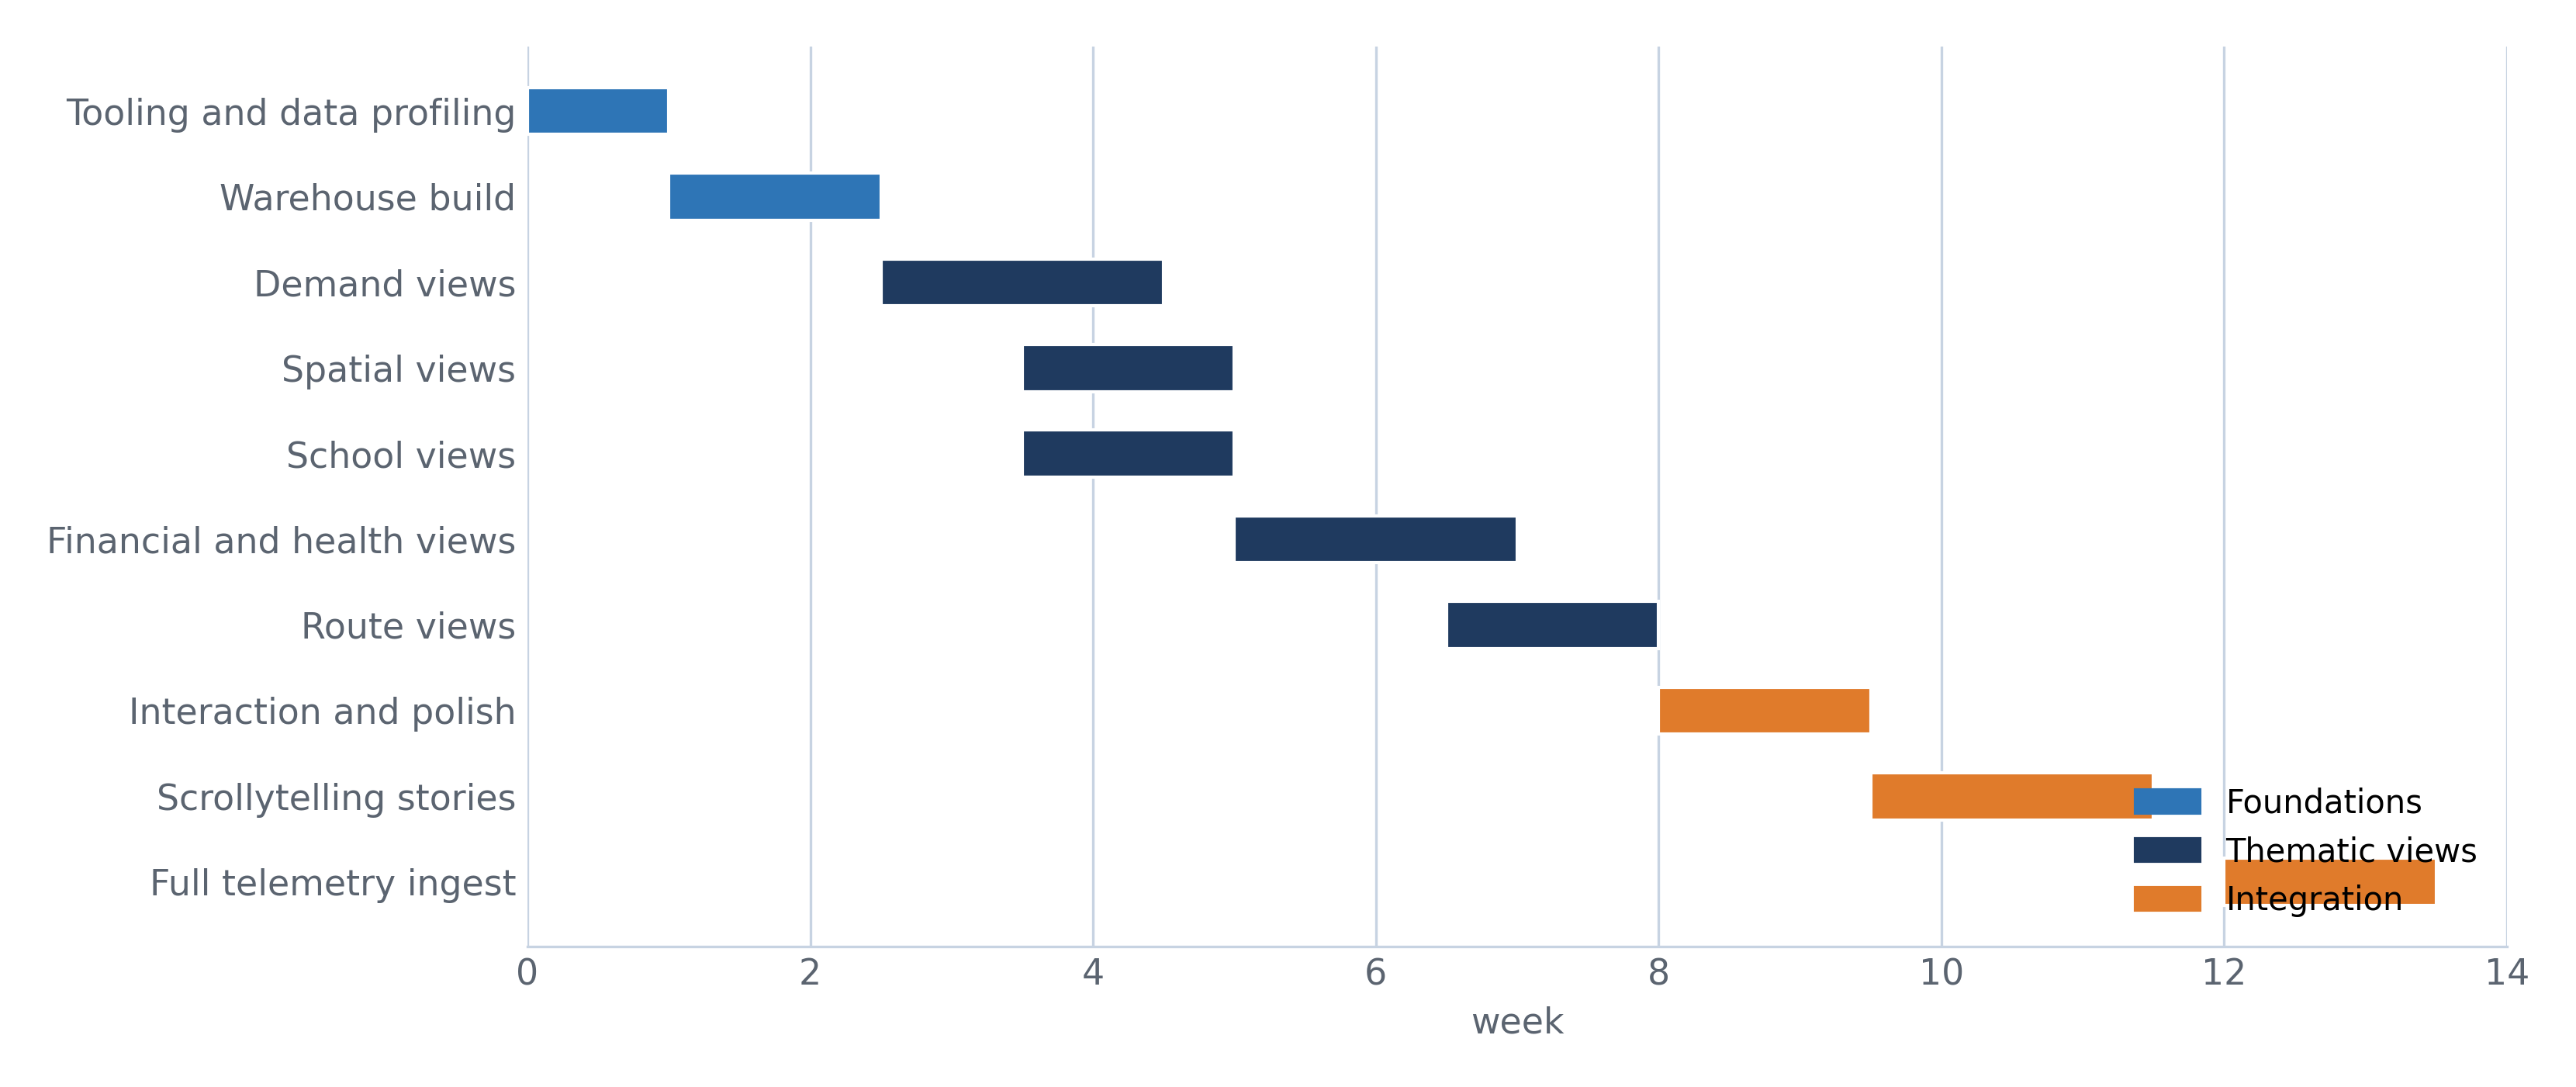 Tooling and data profiling
Warehouse build
Demand views
Spatial views
School views
Financial and health views
Route views
Interaction and polish
Scrollytelling stories
Full telemetry ingest
Foundations
Thematic views
Integration
0 2 4 6 8 10 12 14
week